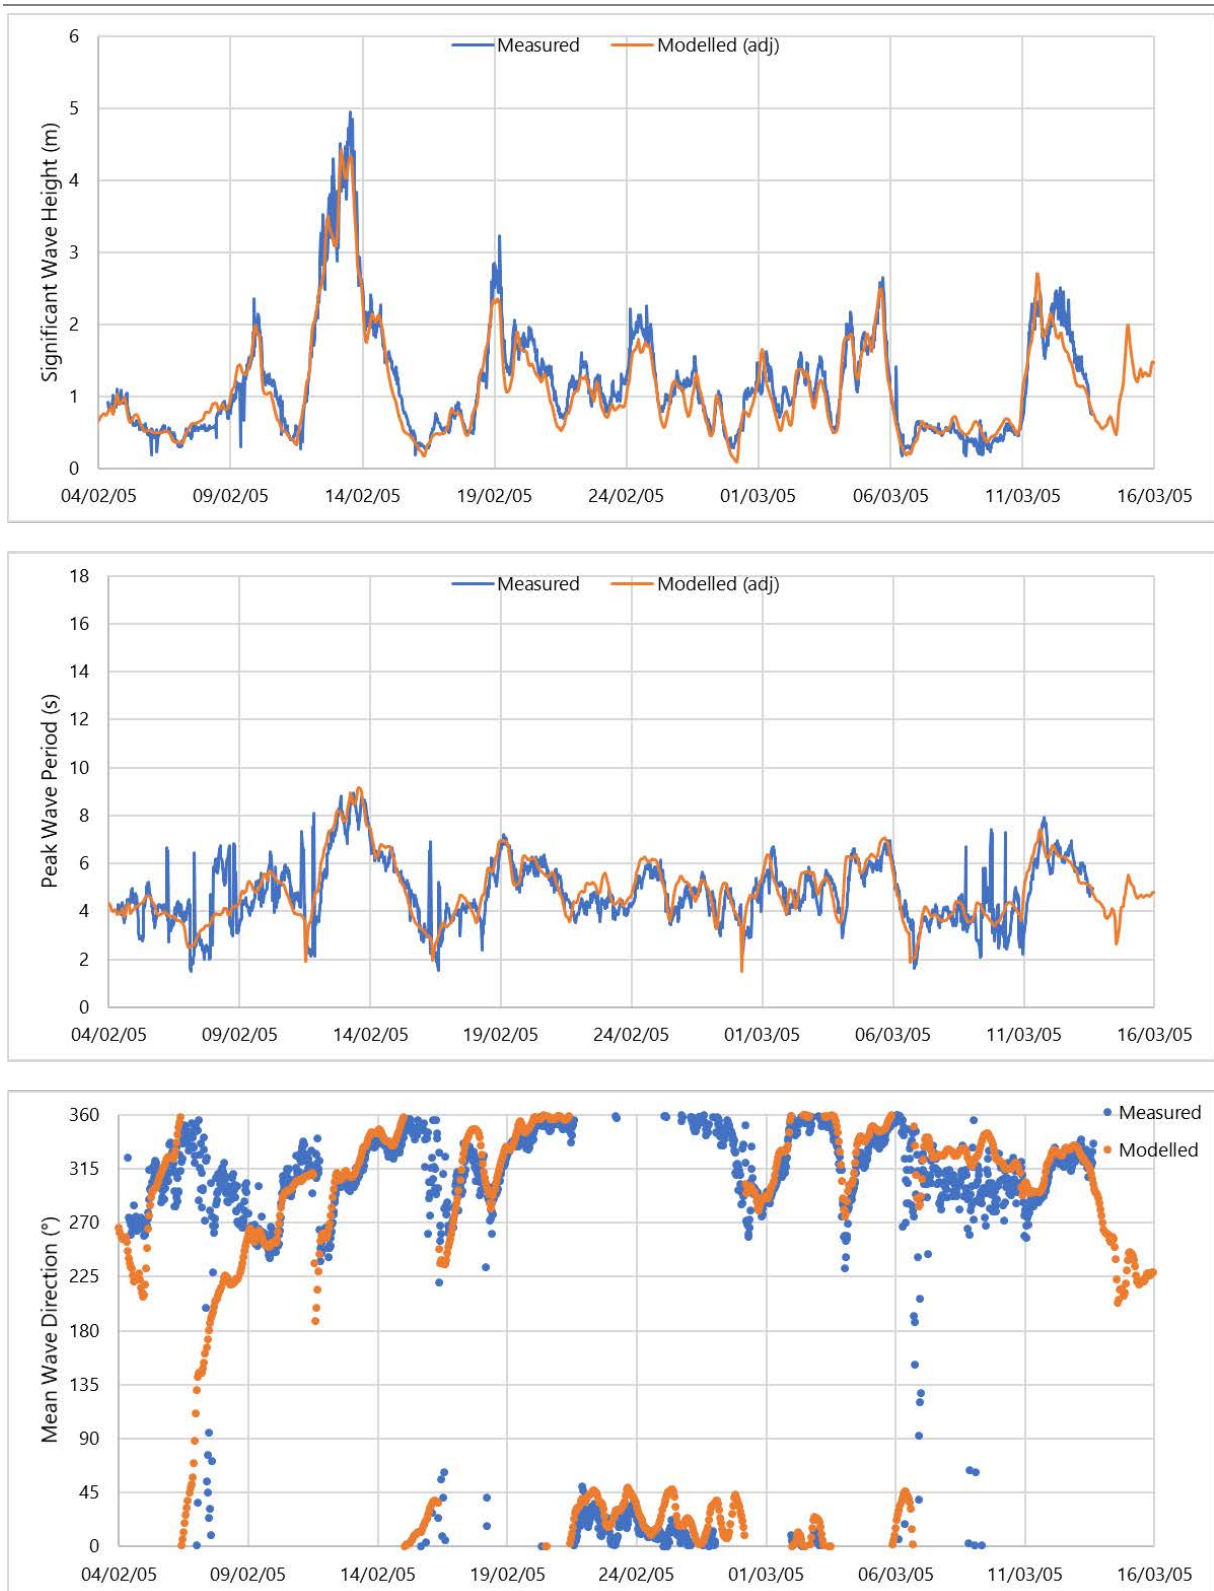 Measured Modelled (adj)
Significant Wave Height (m)
6
5
4
3
2
1
0
04/02/05 09/02/05 14/02/05 19/02/05 24/02/05 01/03/05 06/03/05 11/03/05 16/03/05
Measured Modelled (adj)
Peak Wave Period (s)
18
16
14
12
10
8
6
4
2
0
04/02/05 09/02/05 14/02/05 19/02/05 24/02/05 01/03/05 06/03/05 11/03/05 16/03/05
Measured
Modelled
Mean Wave Direction (°)
360
315
270
225
180
135
90
45
0
04/02/05 09/02/05 14/02/05 19/02/05 24/02/05 01/03/05 06/03/05 11/03/05 16/03/05